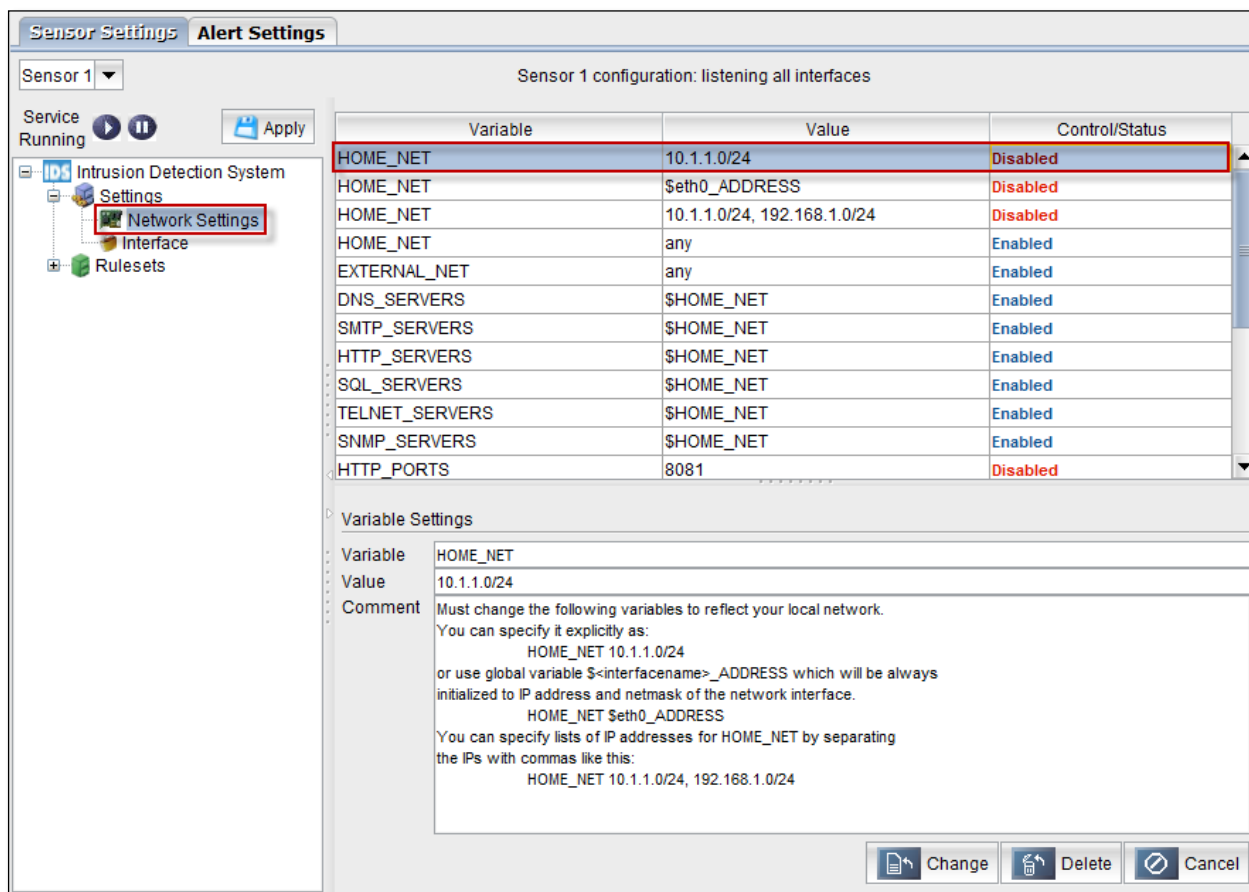 Sensor Settings Alert Settings
Sensor 1 Sensor 1 configuration: listening all interfaces
Service
Running
Apply
IDS Intrusion Detection System
Settings
Network Settings
Interface
Rulesets
Variable Value Control/Status
HOME_NET 10.1.1.0/24 Disabled
HOME_NET $eth0_ADDRESS Disabled
HOME_NET 10.1.1.0/24, 192.168.1.0/24 Disabled
HOME_NET any Enabled
EXTERNAL_NET any Enabled
DNS_SERVERS $HOME_NET Enabled
SMTP_SERVERS $HOME_NET Enabled
HTTP_SERVERS $HOME_NET Enabled
SQL_SERVERS $HOME_NET Enabled
TELNET_SERVERS $HOME_NET Enabled
SNMP_SERVERS $HOME_NET Enabled
HTTP_PORTS 8081 Disabled
Variable Settings
Variable HOME_NET
Value 10.1.1.0/24
Comment Must change the following variables to reflect your local network.
You can specify it explicitly as:
HOME_NET 10.1.1.0/24
or use global variable $<interfacename>_ADDRESS which will be always
initialized to IP address and netmask of the network interface.
HOME_NET $eth0_ADDRESS
You can specify lists of IP addresses for HOME_NET by separating
the IPs with commas like this:
HOME_NET 10.1.1.0/24, 192.168.1.0/24
Change Delete Cancel